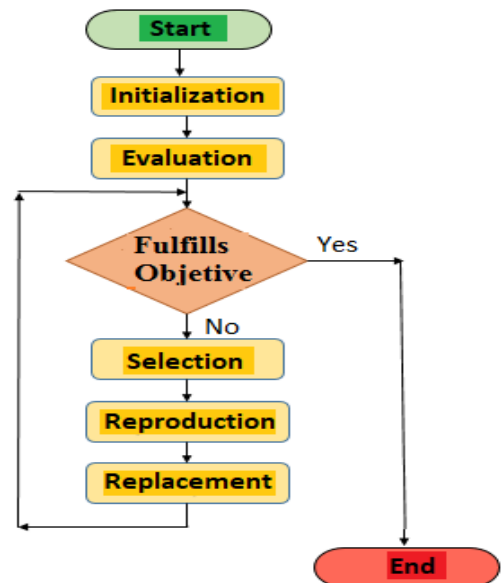 Start
Initialization
Evaluation
Fulfills
Objetive
Yes
No
Selection
Reproduction
Replacement
End